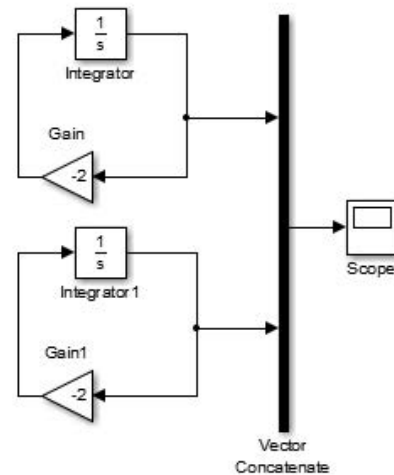 1
s
Integrator
Gain
-2
1
s
Integrator1
Scope
Gain1
-2
Vector
Concatenate